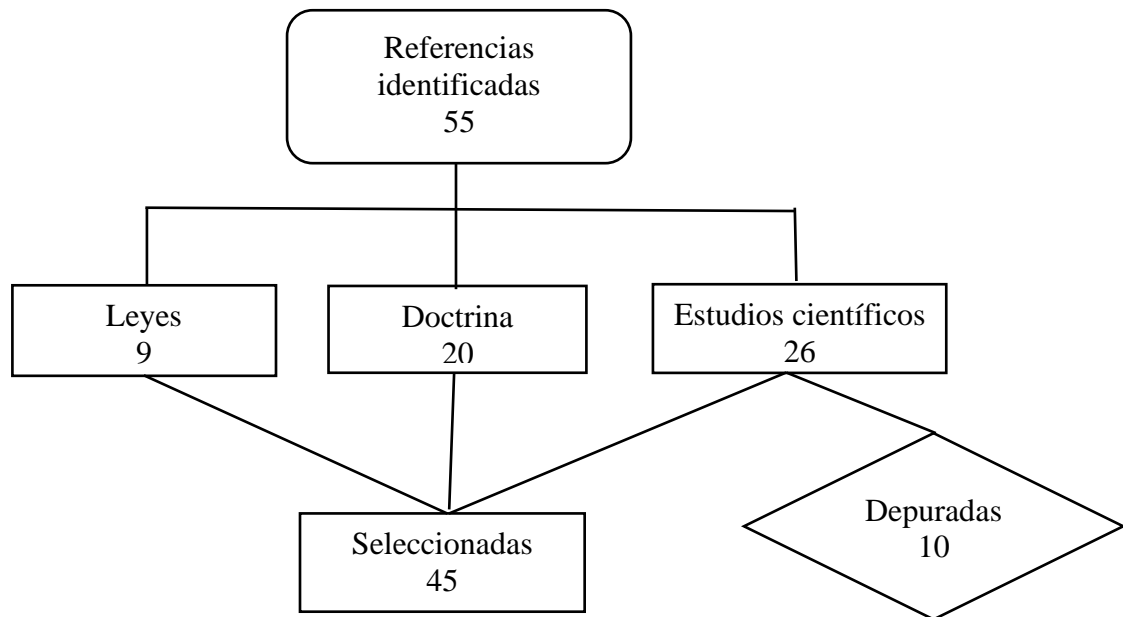 Referencias
identificadas
55
Leyes
9
Doctrina
20
Estudios científicos
26
Seleccionadas
45
Depuradas
10